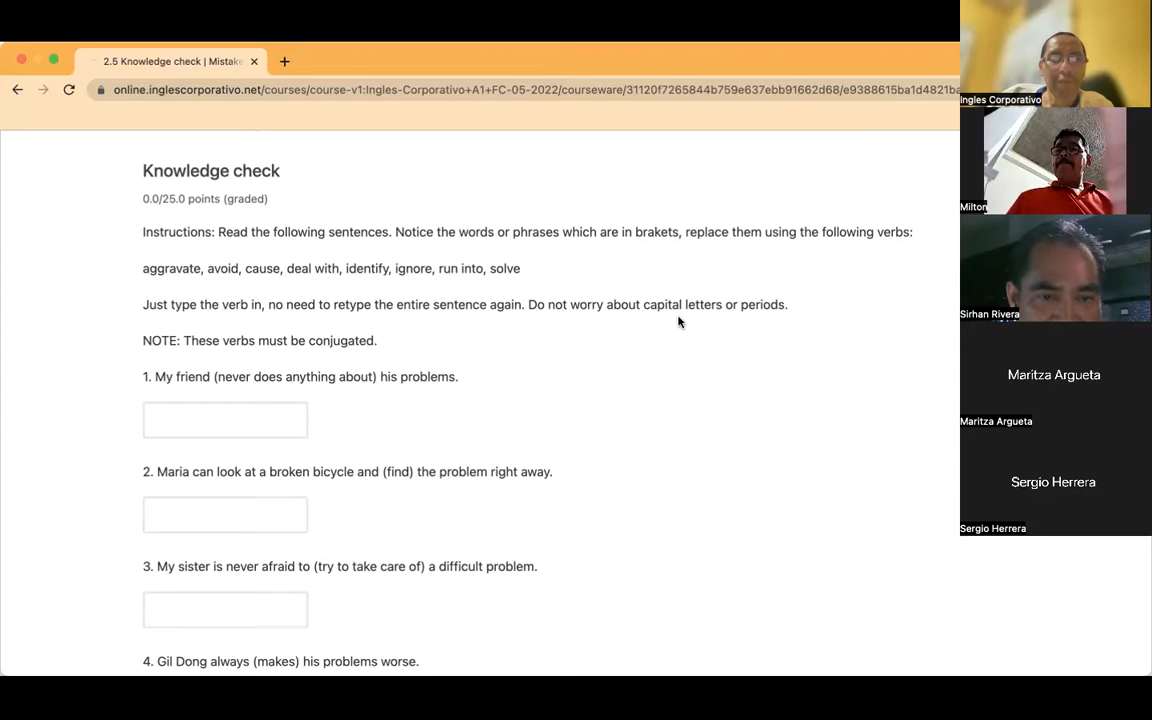 2.5 Knowledge check | Mistake
online.inglescorporativo.net/courses/course-v1:Ingles-Corporativo+A1+FC-05-2022/courseware/31120f7265844b759e637ebb91662d68/e9388615ba1d4821ba
Knowledge check
0.0/25.0 points (graded)
Instructions: Read the following sentences. Notice the words or phrases which are in brakets, replace them using the following verbs:
aggravate, avoid, cause, deal with, identify, ignore, run into, solve
Just type the verb in, no need to retype the entire sentence again. Do not worry about capital letters or periods.
NOTE: These verbs must be conjugated.
1. My friend (never does anything about) his problems.
2. Maria can look at a broken bicycle and (find) the problem right away.
3. My sister is never afraid to (try to take care of) a difficult problem.
4. Gil Dong always (makes) his problems worse.
Ingles Corporativo
Milton
Sirhan Rivera
Maritza Argueta
Maritza Argueta
Sergio Herrera
Sergio Herrera